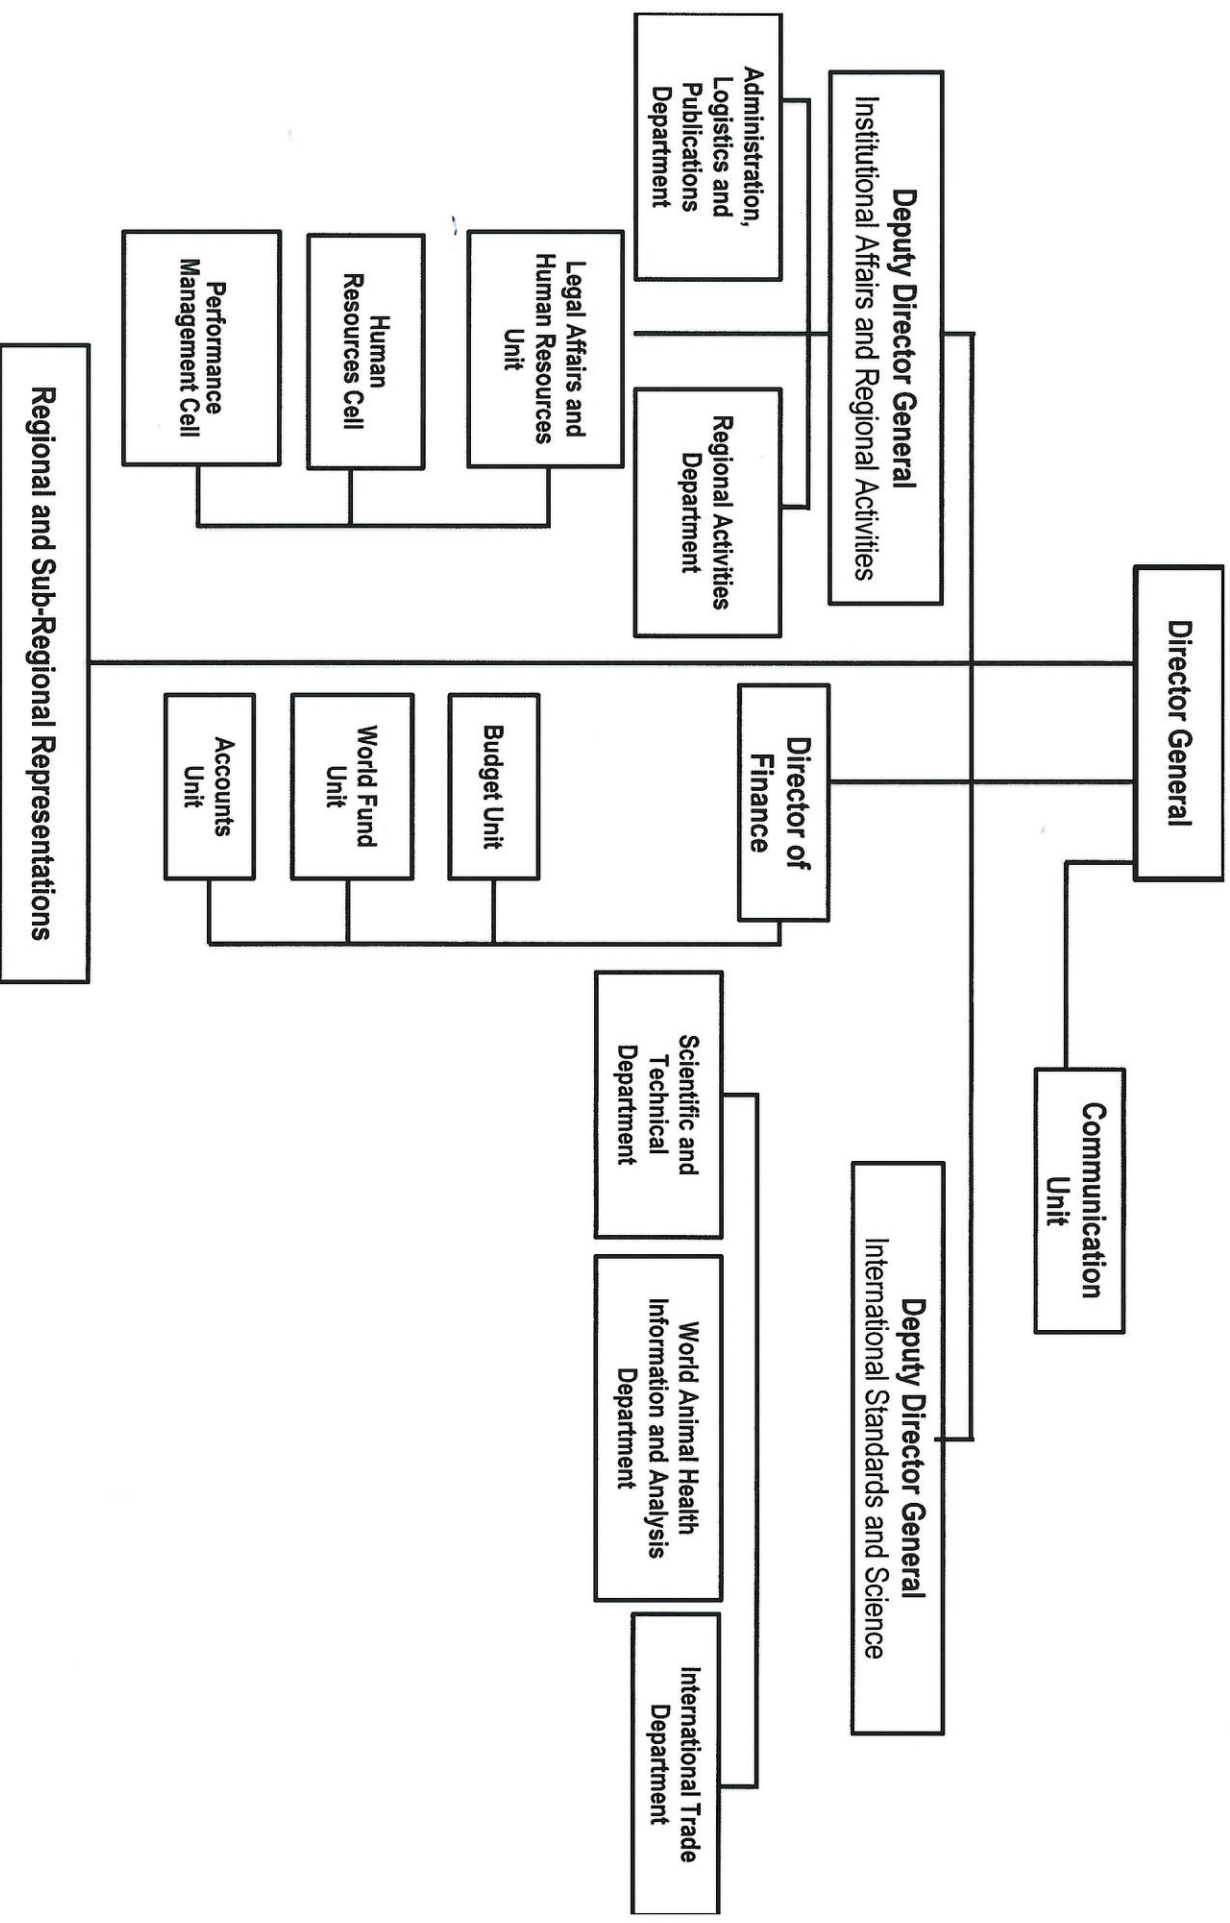 Director General
Communication
Unit
Deputy Director General
Institutional Affairs and Regional Activities
Deputy Director General
International Standards and Science
Director of
Finance
Administration,
Logistics and
Publications
Department
Regional Activities
Department
Scientific and
Technical
Department
World Animal Health
Information and Analysis
Department
International Trade
Department
Legal Affairs and
Human Resources
Unit
Budget Unit
Human
Resources Cell
World Fund
Unit
Performance
Management Cell
Accounts
Unit
Regional and Sub-Regional Representations